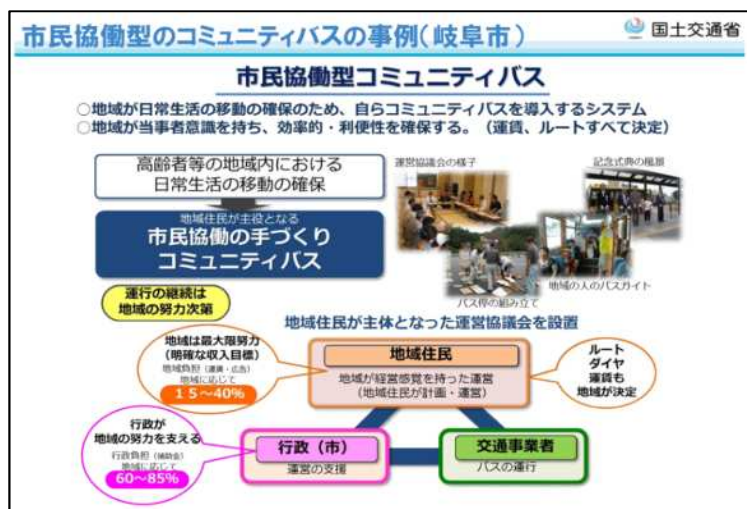 市民協働型のコミュニティバスの事例(岐阜市)
国土交通省
市民協働型コミュニティバス
○地域が日常生活の移動の確保のため、自らコミュニティバスを導入するシステム
○地域が当事者意識を持ち、効率的・利便性を確保する。(運賃、ルートすべて決定)
高齢者等の地域内における
日常生活の移動の確保
地域住民が主役となる
市民協働の手づくり
コミュニティバス
運営協議会の様子
記念式典の風景
バス停の組み立て
地域の人のバスガイド
運行の継続は
地域の努力次第
地域住民が主体となった運営協議会を設置
地域は最大限努力
(明確な収入目標)
地域負担(運賃・広告)
地域に応じて
15~40%
地域住民
地域が経営感覚を持った運営
(地域住民が計画・運営)
ルート
ダイヤ
運賃も
地域が決定
行政が
地域の努力を支える
行政負担(補助金)
地域に応じて
60~85%
行政(市)
運営の支援
交通事業者
バスの運行